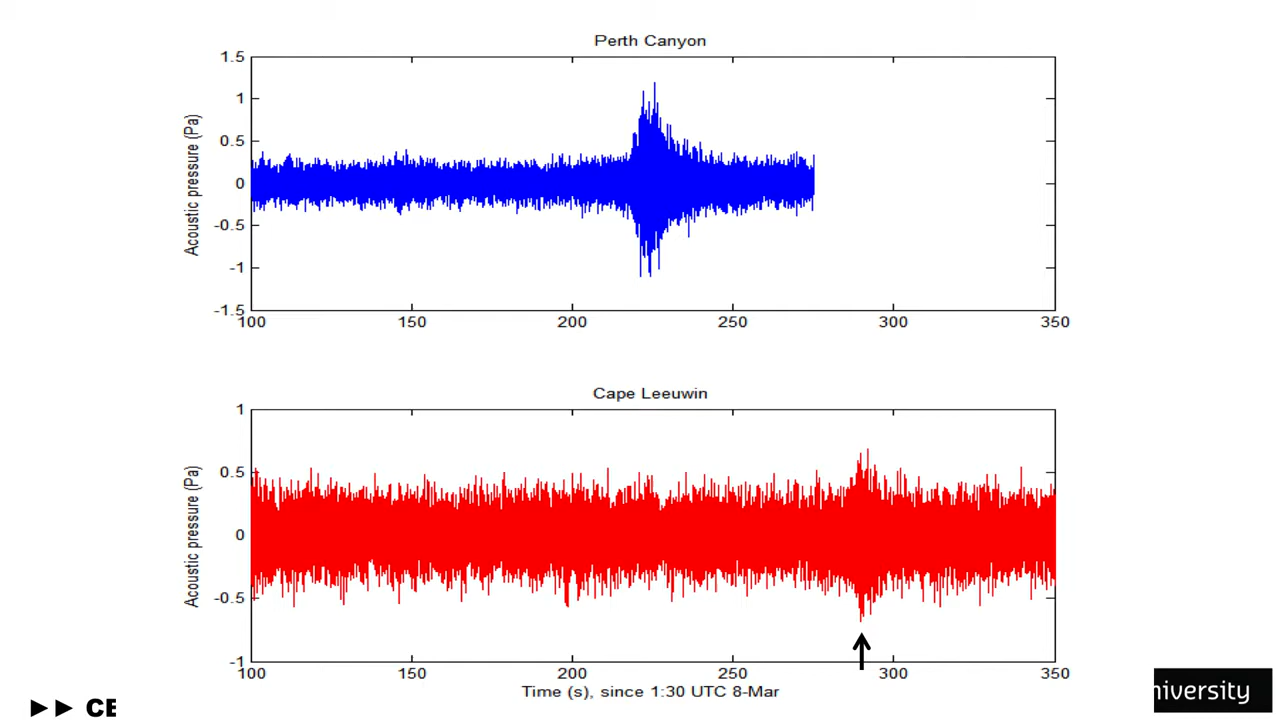 Perth Canyon
1.5
1
0.5
0
-0.5
-1
-1.5
Acoustic pressure (Pa)
100 150 200 250 300 350
Cape Leeuwin
1
0.5
0
-0.5
-1
Acoustic pressure (Pa)
100 150 200 250 300 350
Time (s), since 1:30 UTC 8-Mar
►► CE
niversity